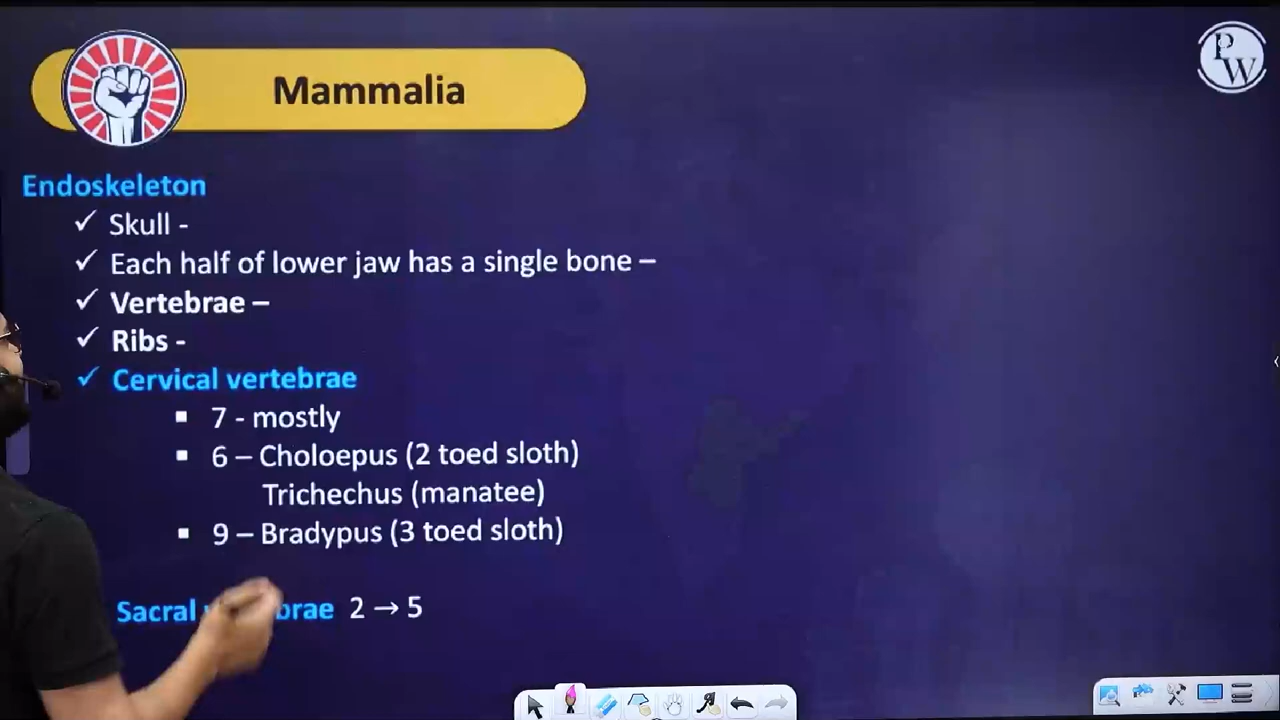 Mammalia
PW
Endoskeleton
✓ Skull -
✓ Each half of lower jaw has a single bone –
✓ Vertebrae –
✓ Ribs -
✓ Cervical vertebrae
▪ 7 - mostly
▪ 6 – Choloepus (2 toed sloth)
Trichechus (manatee)
▪ 9 – Bradypus (3 toed sloth)
Sacral 2 → 5